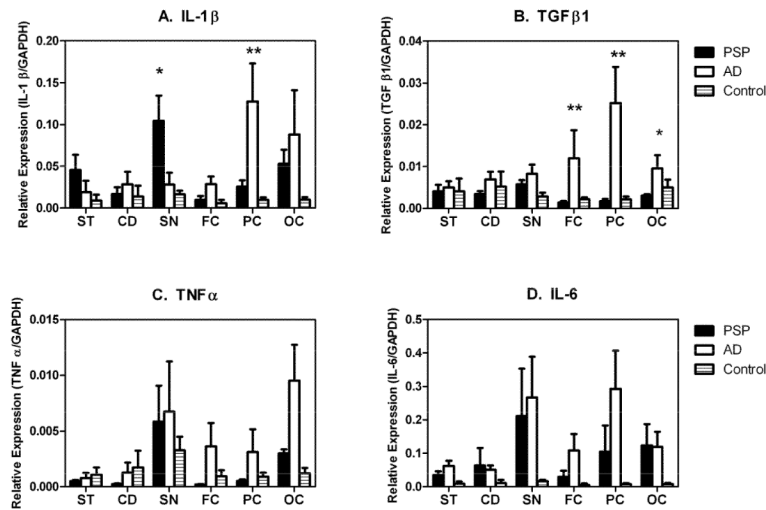 A. IL-1β
Relative Expression (IL-1 β/GAPDH)
0.20
0.15
0.10
0.05
0.00
*
**
ST CD SN FC PC OC
B. TGFβ1
Relative Expression (TGF β1/GAPDH)
0.04
0.03
0.02
0.01
0.00
**
**
*
ST CD SN FC PC OC
PSP
AD
Control
C. TNFα
Relative Expression (TNF α/GAPDH)
0.015
0.010
0.005
0.000
ST CD SN FC PC OC
D. IL-6
Relative Expression (IL-6/GAPDH)
0.5
0.4
0.3
0.2
0.1
0.0
ST CD SN FC PC OC
PSP
AD
Control